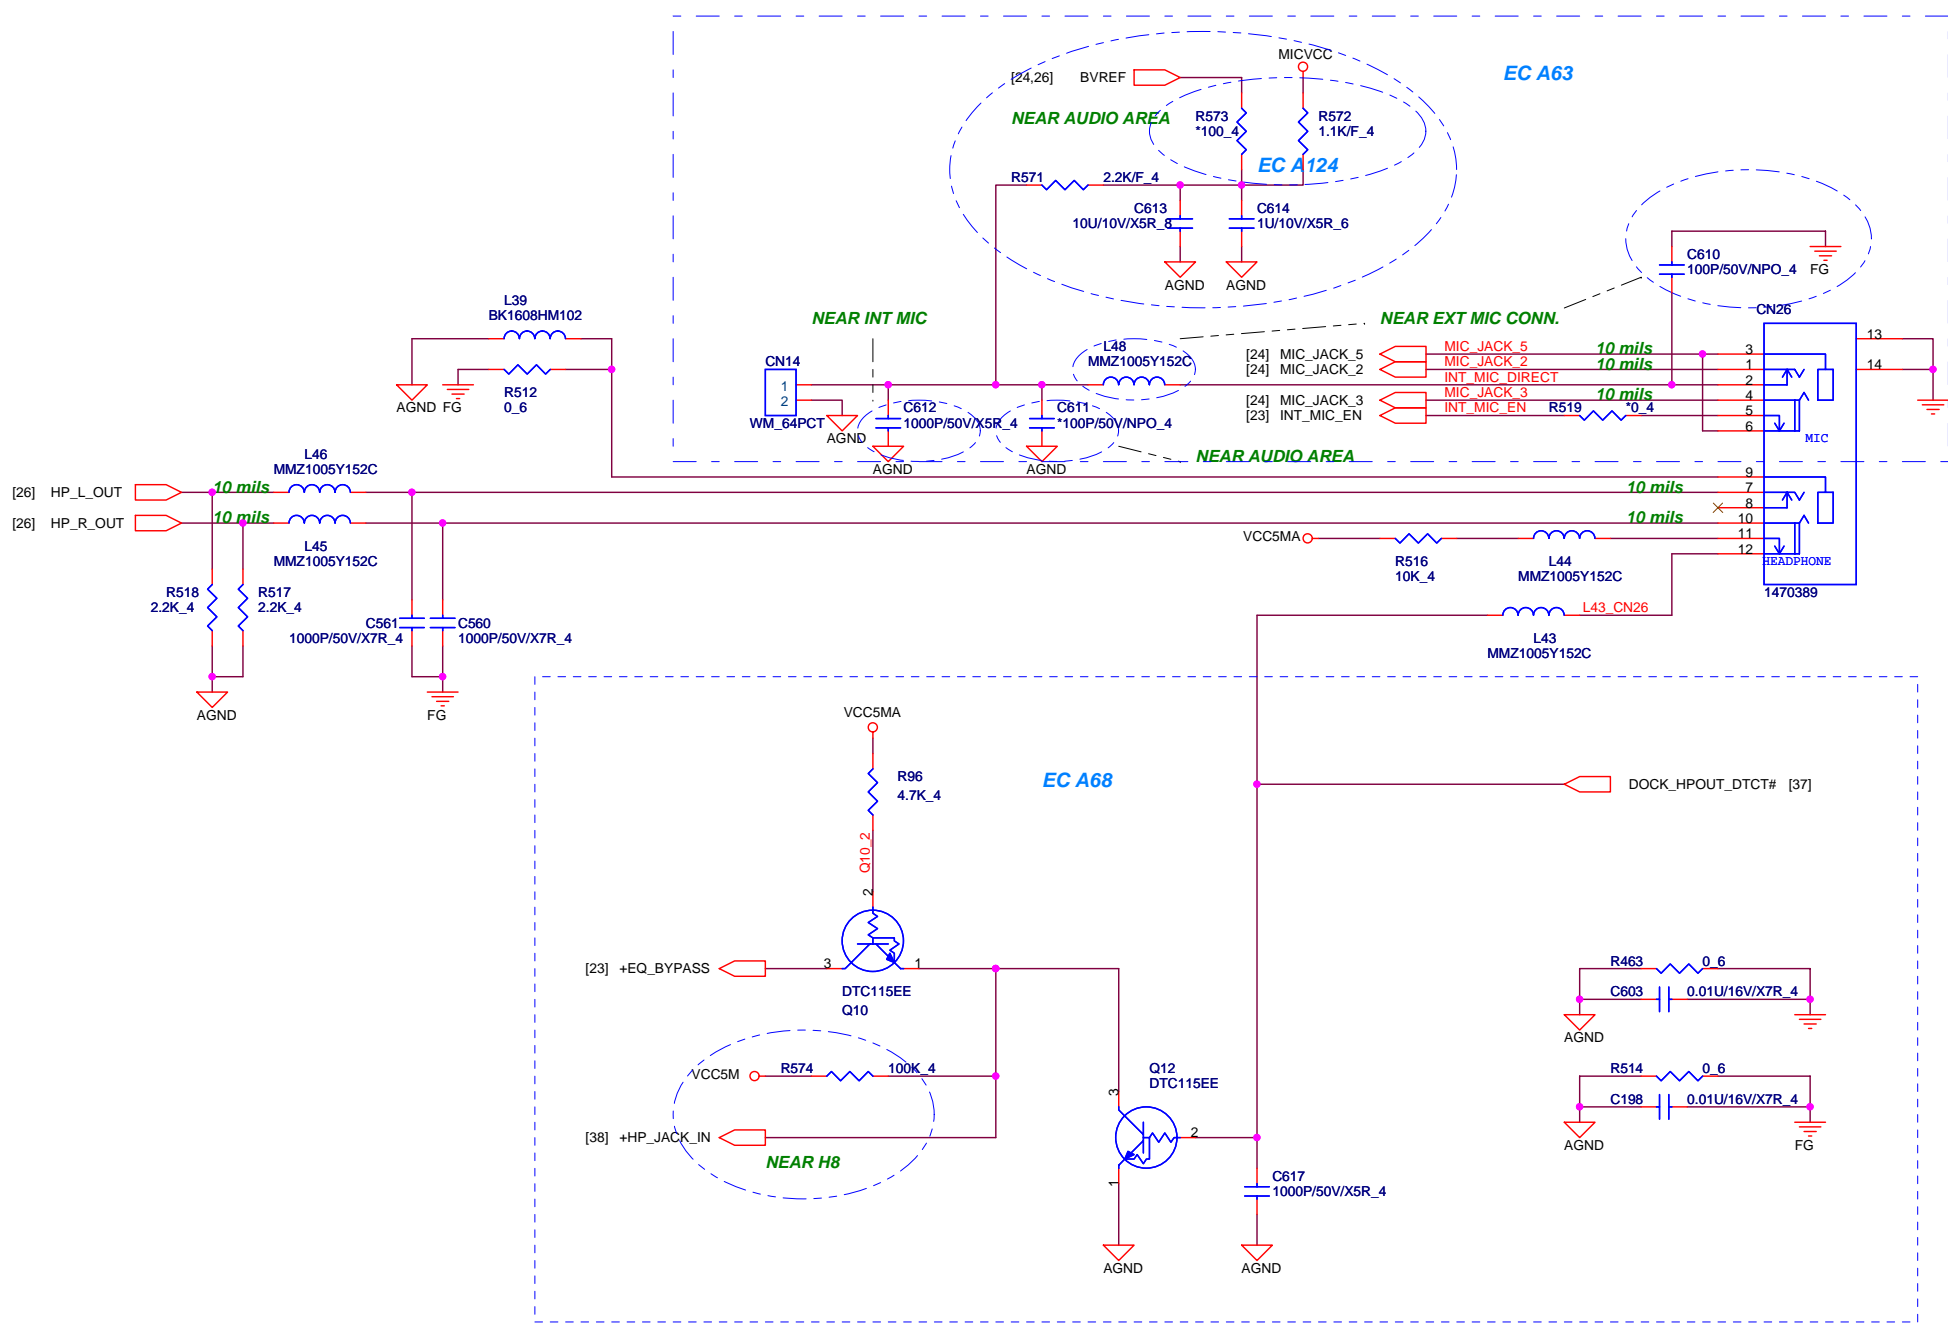 MICVCC
[24,26] BVREF
EC A63
NEAR AUDIO AREA
R573
*100_4
R572
1.1K/F_4
EC A124
R571 2.2K/F_4
C613
10U/10V/X5R_8
C614
1U/10V/X5R_6
AGND
AGND
C610
100P/50V/NPO_4
FG
L39
BK1608HM102
AGND
FG
R512
0_6
NEAR INT MIC
NEAR EXT MIC CONN.
CN26
CN14
1
2
WM_64PCT
AGND
L48
MMZ1005Y152C
C612
1000P/50V/X5R_4
AGND
C611
*100P/50V/NPO_4
AGND
NEAR AUDIO AREA
[24] MIC_JACK_5
[24] MIC_JACK_2
[24] MIC_JACK_3
[23] INT_MIC_EN
MIC_JACK_5 10 mils
MIC_JACK_2 10 mils
INT_MIC_DIRECT
MIC_JACK_3 10 mils
INT_MIC_EN
R519 *0_4
3
1
2
4
5
6
13
14
MIC
L46
MMZ1005Y152C
[26] HP_L_OUT
10 mils
[26] HP_R_OUT
10 mils
L45
MMZ1005Y152C
10 mils
10 mils
9
7
8
10
11
12
HEADPHONE
1470389
VCC5MA
R516
10K_4
L44
MMZ1005Y152C
L43_CN26
L43
MMZ1005Y152C
R518
2.2K_4
R517
2.2K_4
C561
1000P/50V/X7R_4
C560
1000P/50V/X7R_4
AGND
FG
VCC5MA
R96
4.7K_4
EC A68
DOCK_HPOUT_DTCT# [37]
Q10_2
2
[23] +EQ_BYPASS
3
1
DTC115EE
Q10
VCC5M R574 100K_4
[38] +HP_JACK_IN
NEAR H8
Q12
DTC115EE
3
2
1
AGND
C617
1000P/50V/X5R_4
AGND
R463 0_6
C603 0.01U/16V/X7R_4
AGND
R514 0_6
C198 0.01U/16V/X7R_4
AGND
FG